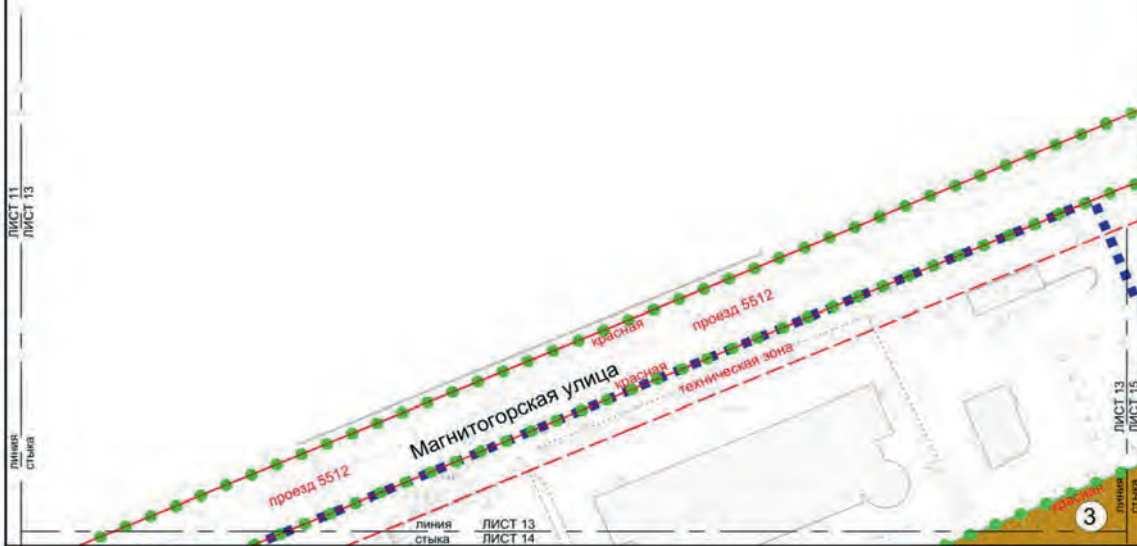 ЛИСТ 11
ЛИСТ 13
линия
стыка
красная
проезд 5512
красная
техническая зона
Магнитогорская улица
проезд 5512
линия ЛИСТ 13
стыка ЛИСТ 14
ЛИСТ 13
ЛИСТ 15
линия
стыка
красная
3